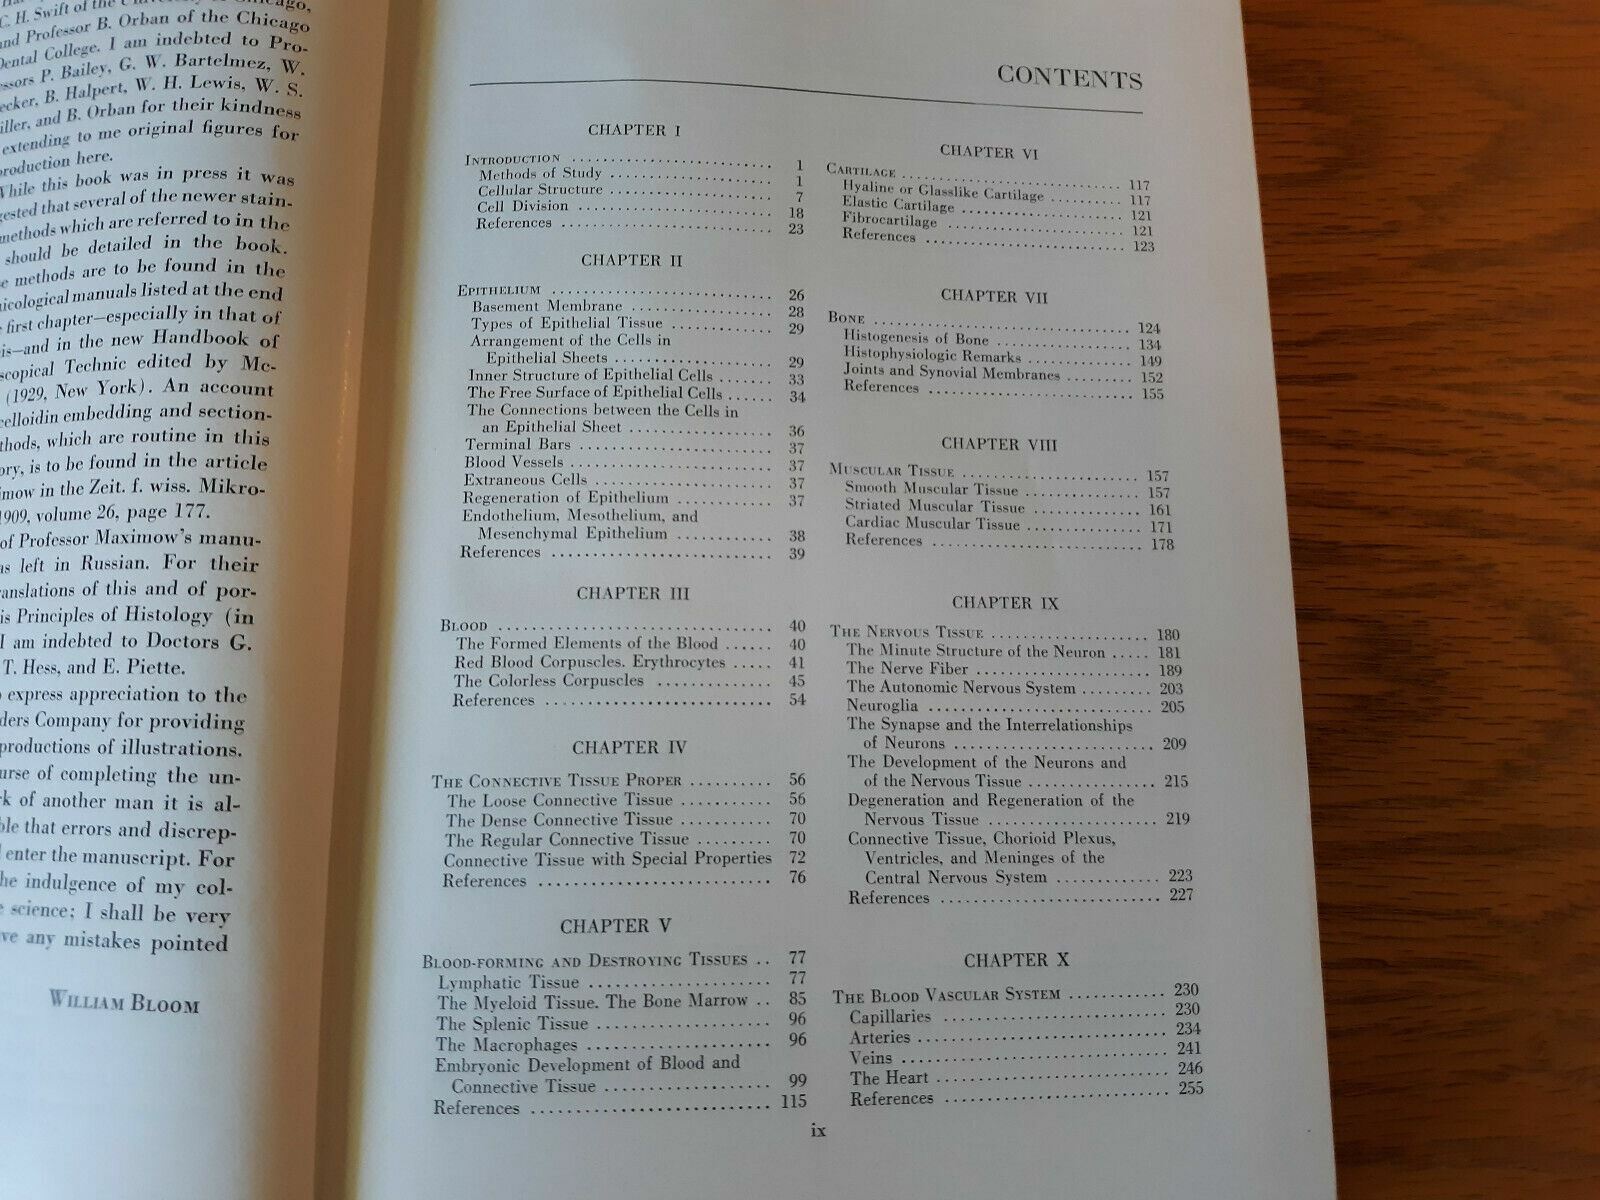 C. H. Swift of the University of Chicago,
and Professor B. Orban of the Chicago
Dental College. I am indebted to Pro-
essors P. Bailey, G. W. Bartelmez, W.
ecker, B. Halpert, W. H. Lewis, W. S.
iller, and B. Orban for their kindness
extending to me original figures for
production here.
While this book was in press it was
gested that several of the newer stain-
methods which are referred to in the
should be detailed in the book.
e methods are to be found in the
nicological manuals listed at the end
first chapter—especially in that of
is—and in the new Handbook of
scopical Technic edited by Mc-
(1929, New York). An account
celloidin embedding and section-
thods, which are routine in this
ory, is to be found in the article
imow in the Zeit. f. wiss. Mikro-
1909, volume 26, page 177.
of Professor Maximow's manu-
as left in Russian. For their
ranslations of this and of por-
is Principles of Histology (in
I am indebted to Doctors G.
T. Hess, and E. Piette.
o express appreciation to the
ders Company for providing
productions of illustrations.
urse of completing the un-
rk of another man it is al-
ble that errors and discrep-
l enter the manuscript. For
he indulgence of my col-
e science; I shall be very
ve any mistakes pointed
WILLIAM BLOOM
CONTENTS
CHAPTER I
INTRODUCTION 1
Methods of Study 1
Cellular Structure 7
Cell Division 18
References 23
CHAPTER II
EPITHELIUM 26
Basement Membrane 28
Types of Epithelial Tissue 29
Arrangement of the Cells in
Epithelial Sheets 29
Inner Structure of Epithelial Cells 33
The Free Surface of Epithelial Cells 34
The Connections between the Cells in
an Epithelial Sheet 36
Terminal Bars 37
Blood Vessels 37
Extraneous Cells 37
Regeneration of Epithelium 37
Endothelium, Mesothelium, and
Mesenchymal Epithelium 38
References 39
CHAPTER III
BLOOD 40
The Formed Elements of the Blood 40
Red Blood Corpuscles. Erythrocytes 41
The Colorless Corpuscles 45
References 54
CHAPTER IV
THE CONNECTIVE TISSUE PROPER 56
The Loose Connective Tissue 56
The Dense Connective Tissue 70
The Regular Connective Tissue 70
Connective Tissue with Special Properties 72
References 76
CHAPTER V
BLOOD-FORMING AND DESTROYING TISSUES 77
Lymphatic Tissue 77
The Myeloid Tissue. The Bone Marrow 85
The Splenic Tissue 96
The Macrophages 96
Embryonic Development of Blood and
Connective Tissue 99
References 115
CHAPTER VI
CARTILAGE 117
Hyaline or Glasslike Cartilage 117
Elastic Cartilage 121
Fibrocartilage 121
References 123
CHAPTER VII
BONE 124
Histogenesis of Bone 134
Histophysiologic Remarks 149
Joints and Synovial Membranes 152
References 155
CHAPTER VIII
MUSCULAR TISSUE 157
Smooth Muscular Tissue 157
Striated Muscular Tissue 161
Cardiac Muscular Tissue 171
References 178
CHAPTER IX
THE NERVOUS TISSUE 180
The Minute Structure of the Neuron 181
The Nerve Fiber 189
The Autonomic Nervous System 203
Neuroglia 205
The Synapse and the Interrelationships
of Neurons 209
The Development of the Neurons and
of the Nervous Tissue 215
Degeneration and Regeneration of the
Nervous Tissue 219
Connective Tissue, Chorioid Plexus,
Ventricles, and Meninges of the
Central Nervous System 223
References 227
CHAPTER X
THE BLOOD VASCULAR SYSTEM 230
Capillaries 230
Arteries 234
Veins 241
The Heart 246
References 255
ix